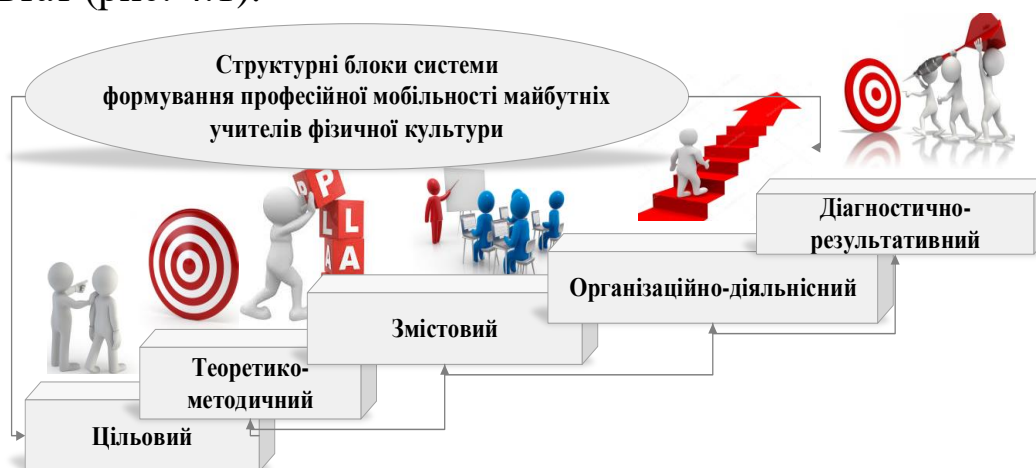 (рис. 4.1).
Структурні блоки системи
формування професійної мобільності майбутніх
учителів фізичної культури
P
L
L
A
A
Діагностично-
результативний
Організаційно-діяльнісний
Змістовий
Теоретико-
методичний
Цільовий